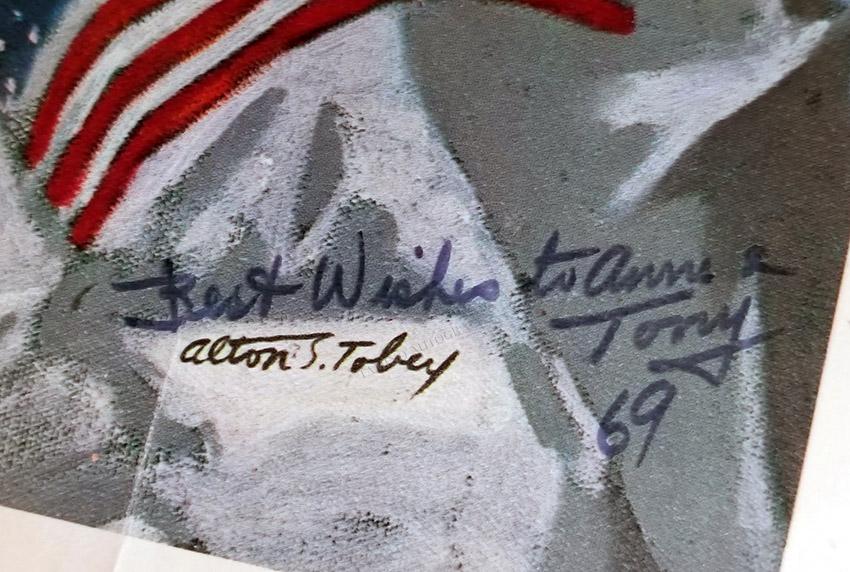 Best Wishes to Anne &
Tony
Alton S. Tobey
69